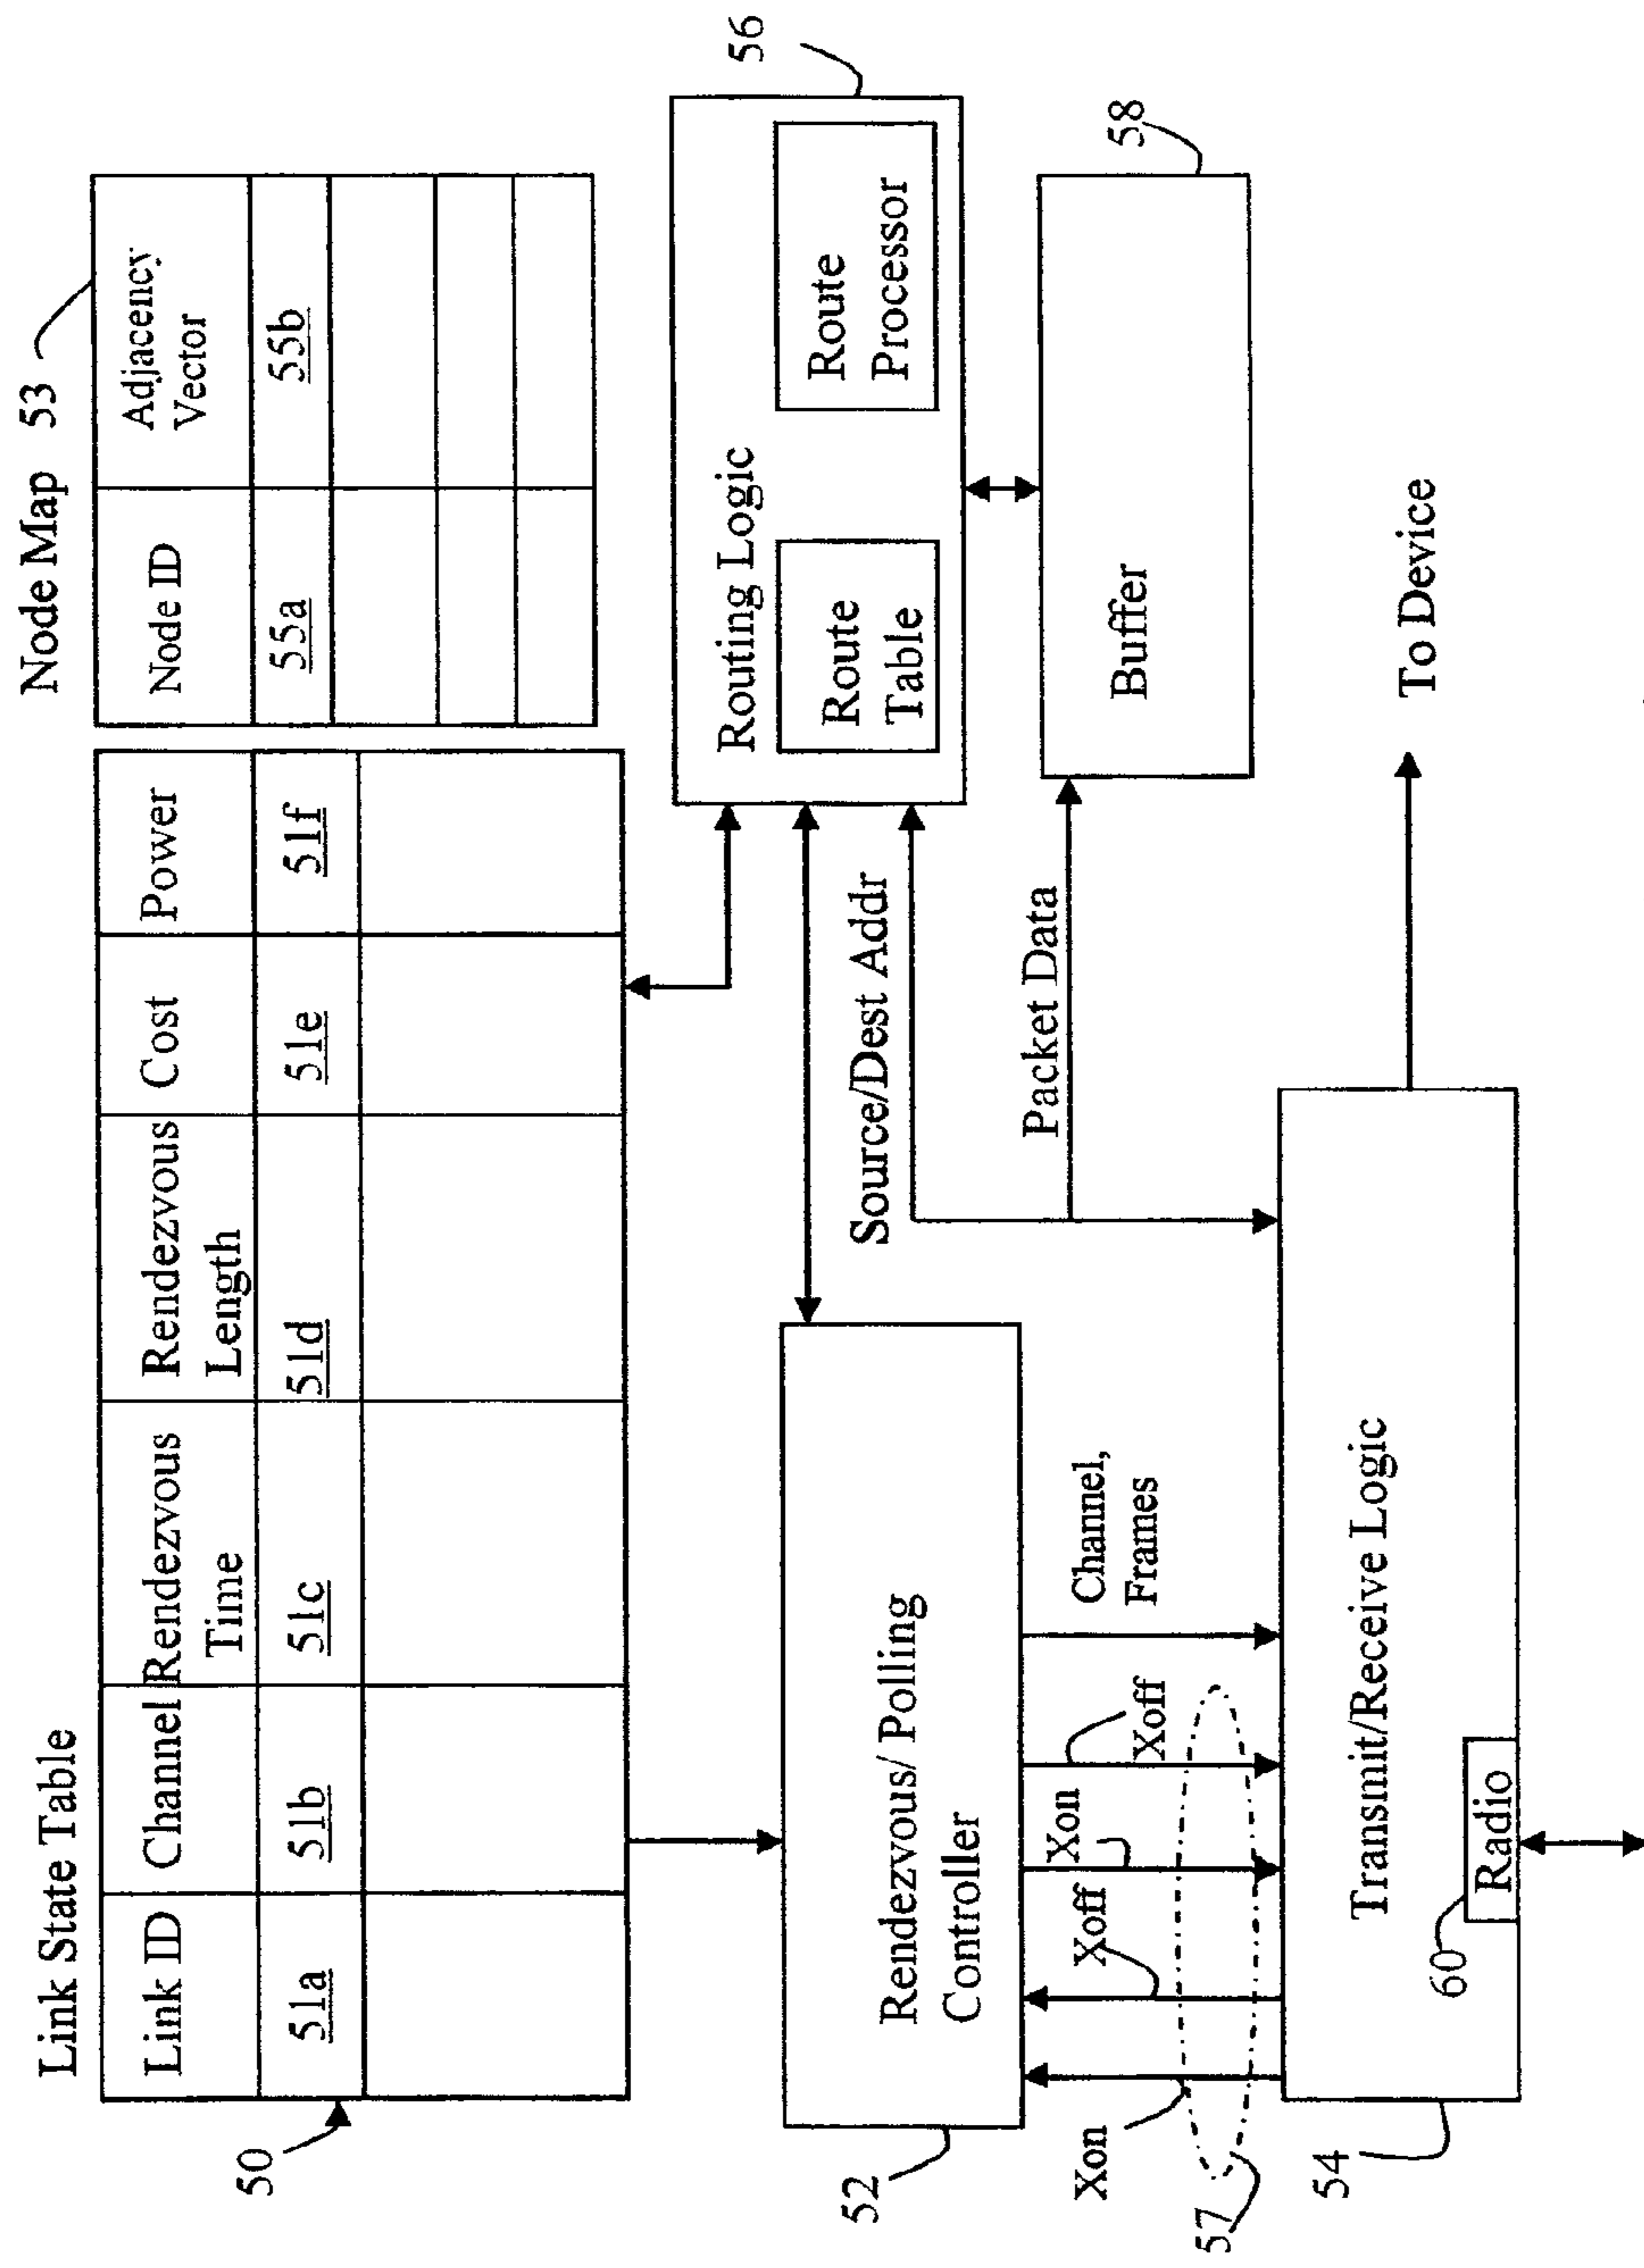 Link State Table
Node Map 53
Link ID
Channel
Rendezvous
Time
Rendezvous
Length
Cost
Power
Node ID
Adjacency
Vector
51a
51b
51c
51d
51e
51f
55a
55b
50
Routing Logic
56
Route
Table
Route
Processor
Source/Dest Addr
Packet Data
Buffer
58
Rendezvous/ Polling
Controller
52
Xon
Xoff
Xon
Xoff
Channel,
Frames
57
Transmit/Receive Logic
54
60
Radio
To Device